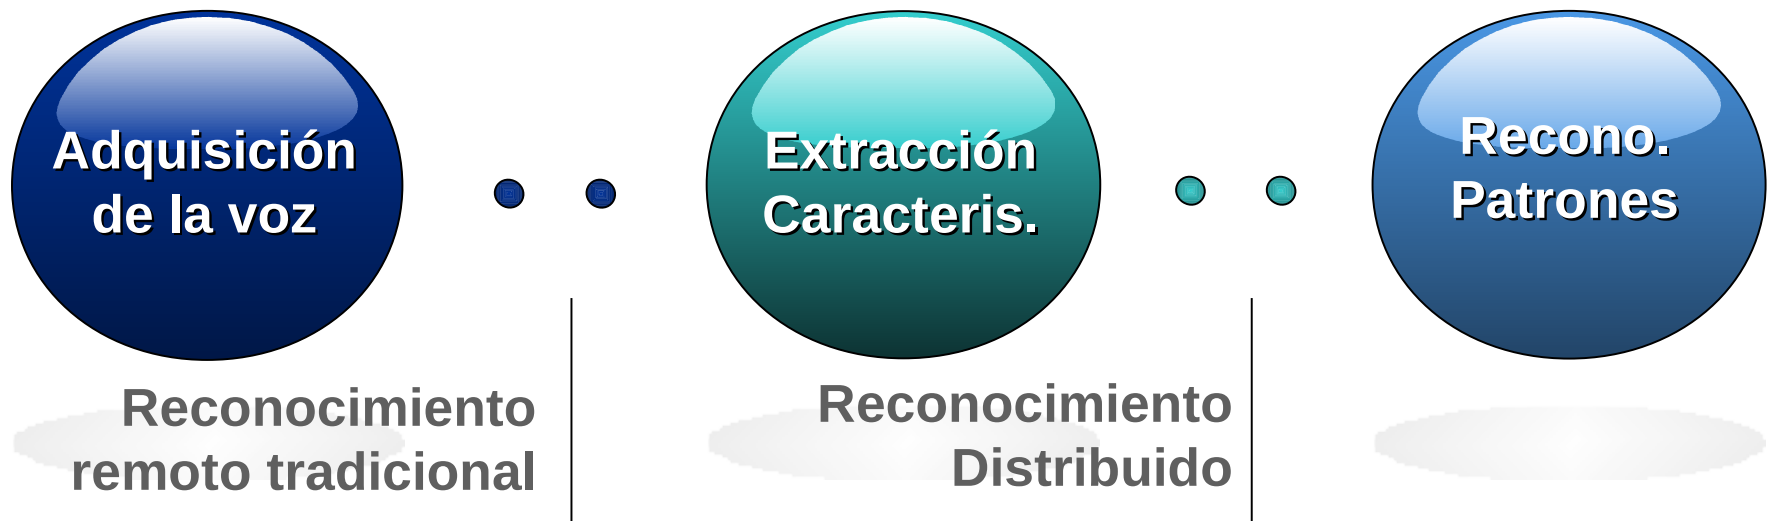 Adquisición
de la voz
Extracción
Caracteris.
Recono.
Patrones
Reconocimiento
remoto tradicional
Reconocimiento
Distribuido